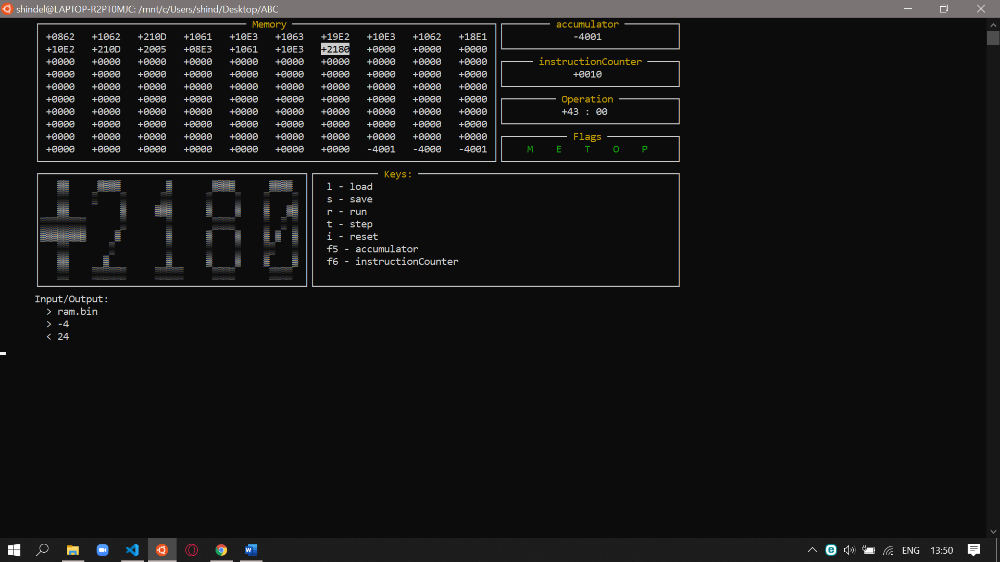 shindel@LAPTOP-R2PT0MJC: /mnt/c/Users/shind/Desktop/ABC
Memory
+0862 +1062 +210D +1061 +10E3 +1063 +19E2 +10E3 +1062 +18E1
+10E2 +210D +2005 +08E3 +1061 +10E3 +2180 +0000 +0000 +0000
+0000 +0000 +0000 +0000 +0000 +0000 +0000 +0000 +0000 +0000
+0000 +0000 +0000 +0000 +0000 +0000 +0000 +0000 +0000 +0000
+0000 +0000 +0000 +0000 +0000 +0000 +0000 +0000 +0000 +0000
+0000 +0000 +0000 +0000 +0000 +0000 +0000 +0000 +0000 +0000
+0000 +0000 +0000 +0000 +0000 +0000 +0000 +0000 +0000 +0000
+0000 +0000 +0000 +0000 +0000 +0000 +0000 +0000 +0000 +0000
+0000 +0000 +0000 +0000 +0000 +0000 +0000 +0000 +0000 +0000
+0000 +0000 +0000 +0000 +0000 +0000 +0000 -4001 -4000 -4001
accumulator
-4001
instructionCounter
+0010
Operation
+43 : 00
Flags
M E T O P
+2180
Keys:
l - load
s - save
r - run
t - step
i - reset
f5 - accumulator
f6 - instructionCounter
Input/Output:
> ram.bin
> -4
< 24
ENG 13:50